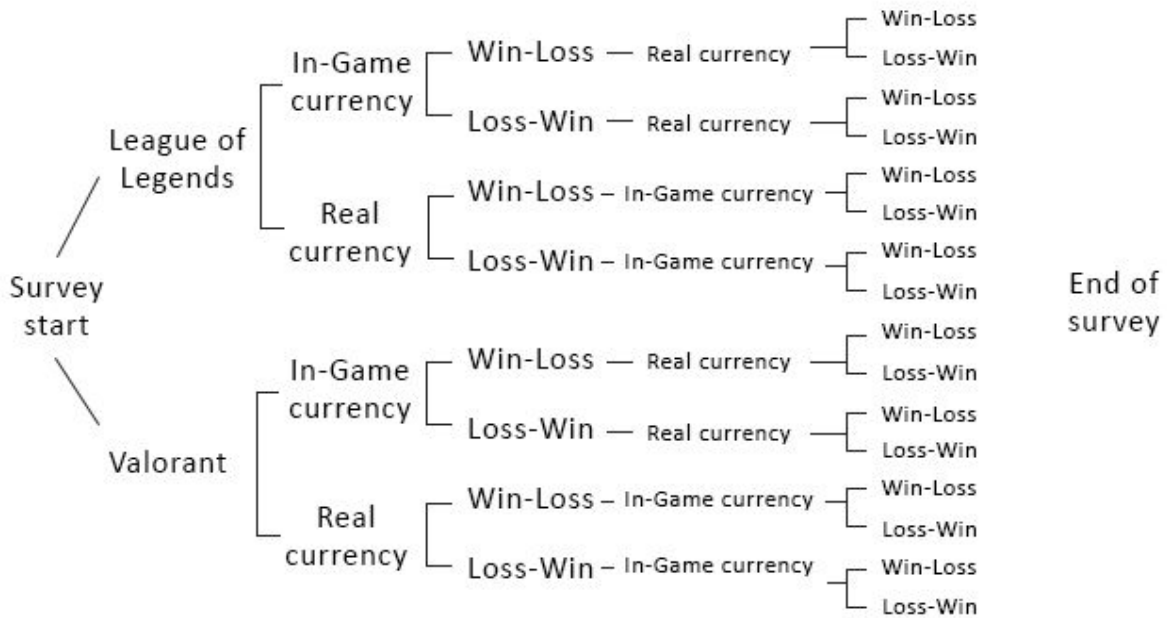 Survey
start
League of
Legends
In-Game
currency
Win-Loss
Real currency
Win-Loss
Loss-Win
Loss-Win
Real currency
Win-Loss
Loss-Win
Real
currency
Win-Loss
In-Game currency
Win-Loss
Loss-Win
Loss-Win
In-Game currency
Win-Loss
Loss-Win
Valorant
In-Game
currency
Win-Loss
Real currency
Win-Loss
Loss-Win
Loss-Win
Real currency
Win-Loss
Loss-Win
Real
currency
Win-Loss
In-Game currency
Win-Loss
Loss-Win
Loss-Win
In-Game currency
Win-Loss
Loss-Win
End of
survey